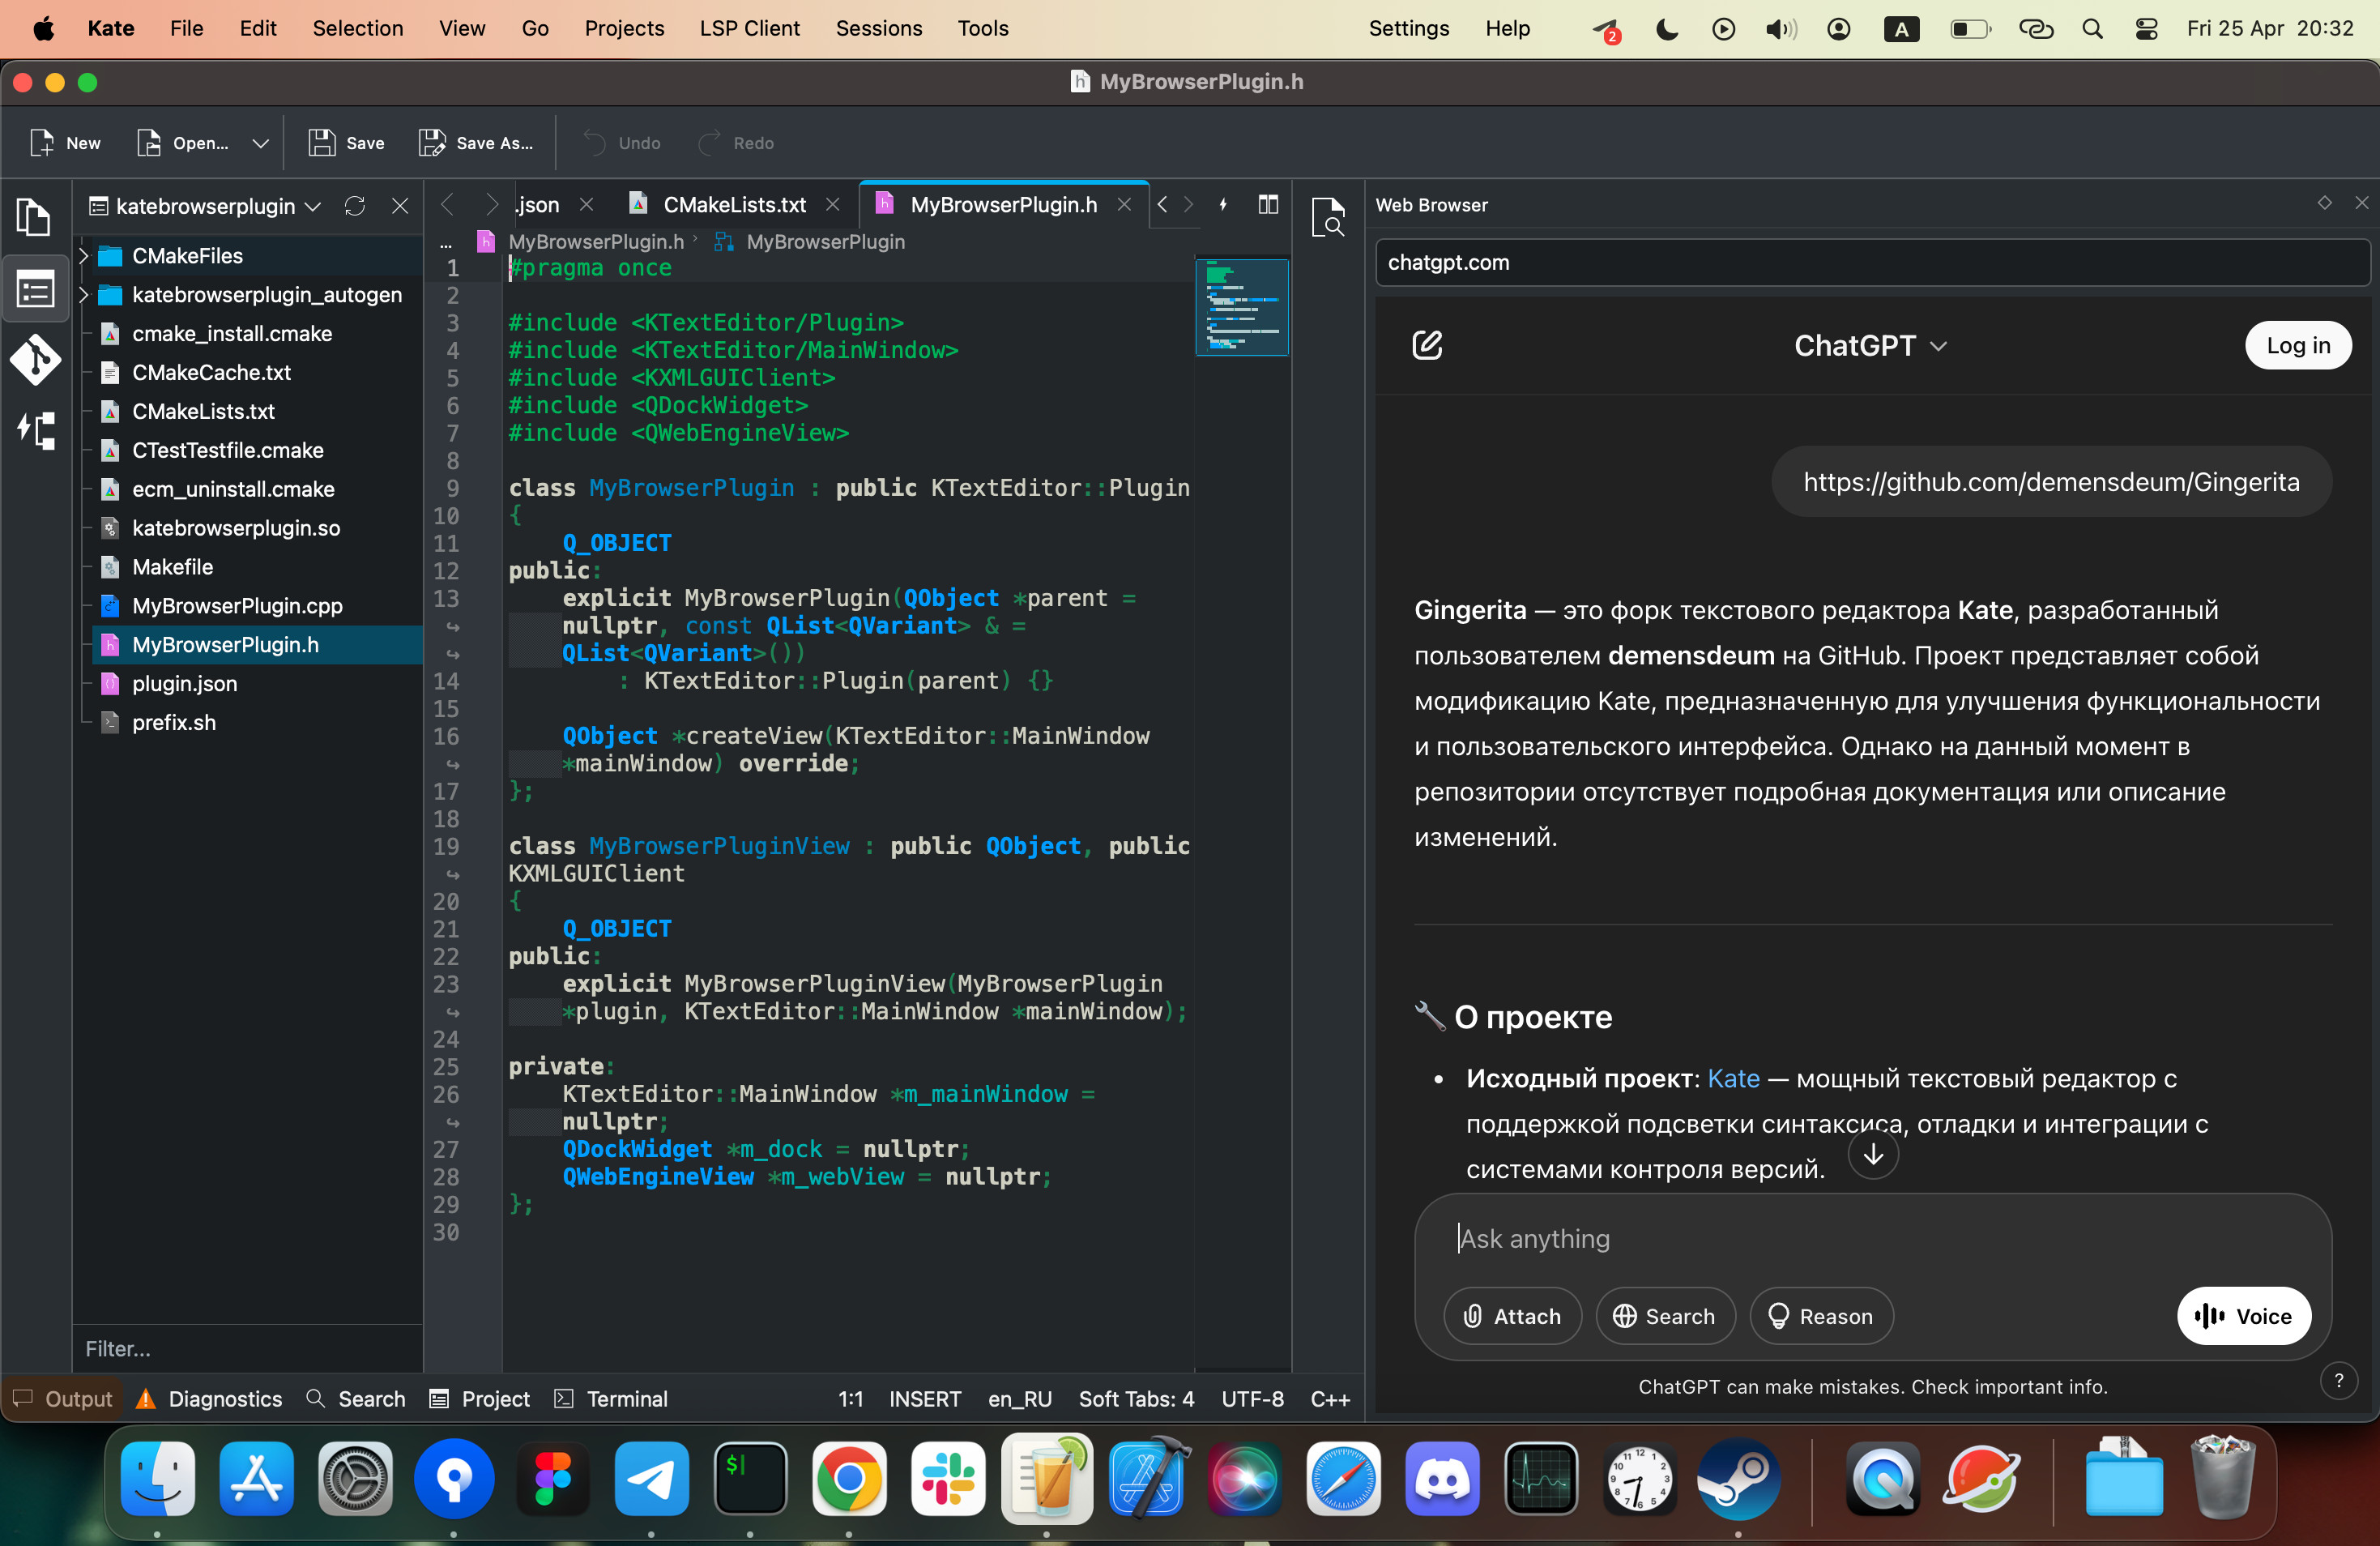 Kate File Edit Selection View Go Projects LSP Client Sessions Tools Settings Help 2 A Fri 25 Apr 20:32
h MyBrowserPlugin.h
New Open... Save Save As... Undo Redo
katebrowserplugin
CMakeFiles
katebrowserplugin_autogen
cmake_install.cmake
CMakeCache.txt
CMakeLists.txt
CTestTestfile.cmake
ecm_uninstall.cmake
katebrowserplugin.so
Makefile
MyBrowserPlugin.cpp
MyBrowserPlugin.h
plugin.json
prefix.sh
Filter...
.json CMakeLists.txt MyBrowserPlugin.h
... MyBrowserPlugin.h MyBrowserPlugin
1 #pragma once
2
3 #include <KTextEditor/Plugin>
4 #include <KTextEditor/MainWindow>
5 #include <KXMLGUIClient>
6 #include <QDockWidget>
7 #include <QWebEngineView>
8
9 class MyBrowserPlugin : public KTextEditor::Plugin
10 {
11 Q_OBJECT
12 public:
13 explicit MyBrowserPlugin(QObject *parent =
nullptr, const QList<QVariant> & =
QList<QVariant>())
14 : KTextEditor::Plugin(parent) {}
15
16 QObject *createView(KTextEditor::MainWindow
*mainWindow) override;
17 };
18
19 class MyBrowserPluginView : public QObject, public
KXMLGUIClient
20 {
21 Q_OBJECT
22 public:
23 explicit MyBrowserPluginView(MyBrowserPlugin
*plugin, KTextEditor::MainWindow *mainWindow);
24
25 private:
26 KTextEditor::MainWindow *m_mainWindow =
nullptr;
27 QDockWidget *m_dock = nullptr;
28 QWebEngineView *m_webView = nullptr;
29 };
30
Web Browser
chatgpt.com
ChatGPT
Log in
https://github.com/demensdeum/Gingerita
Gingerita — это форк текстового редактора Kate, разработанный
пользователем demensdeum на GitHub. Проект представляет собой
модификацию Kate, предназначенную для улучшения функциональности
и пользовательского интерфейса. Однако на данный момент в
репозитории отсутствует подробная документация или описание
изменений.
О проекте
• Исходный проект: Kate — мощный текстовый редактор с
поддержкой подсветки синтаксиса, отладки и интеграции с
системами контроля версий.
Ask anything
Attach Search Reason Voice
ChatGPT can make mistakes. Check important info. ?
Output Diagnostics Search Project Terminal 1:1 INSERT en_RU Soft Tabs: 4 UTF-8 C++